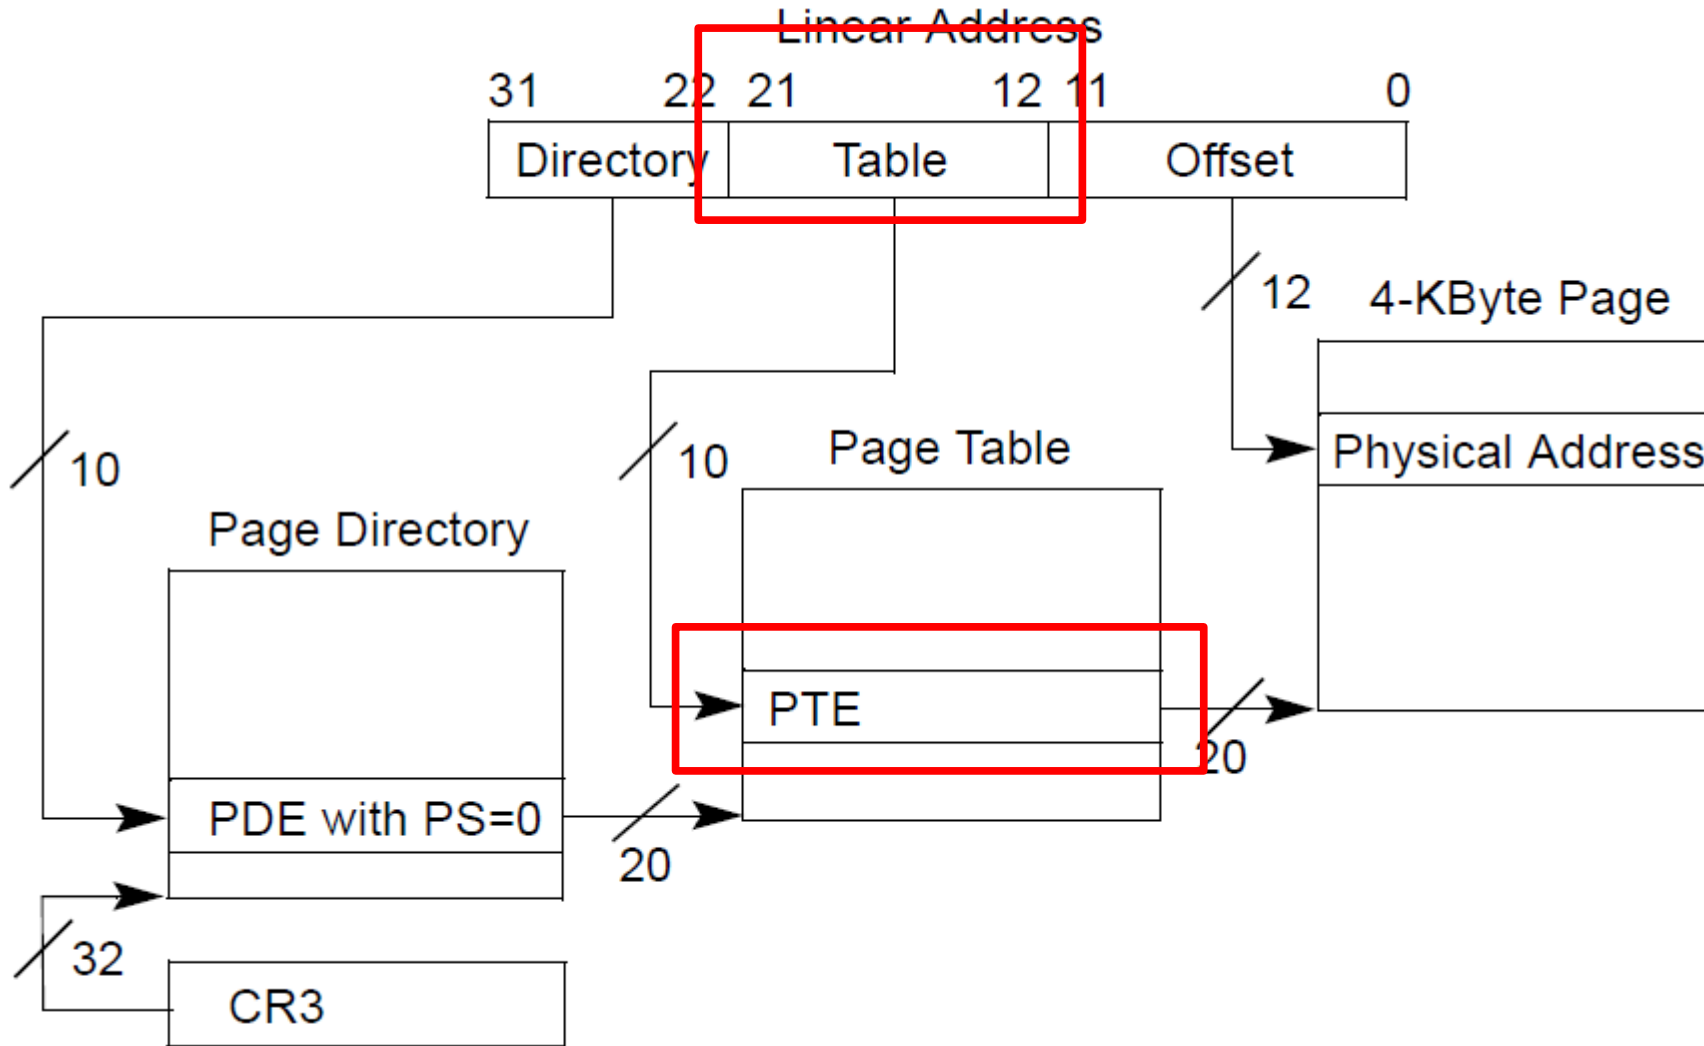 Linear Address
31 22 21 12 11 0
Directory Table Offset
12
4-KByte Page
10
10
Page Table
Physical Address
Page Directory
PTE
20
PDE with PS=0
20
32
CR3